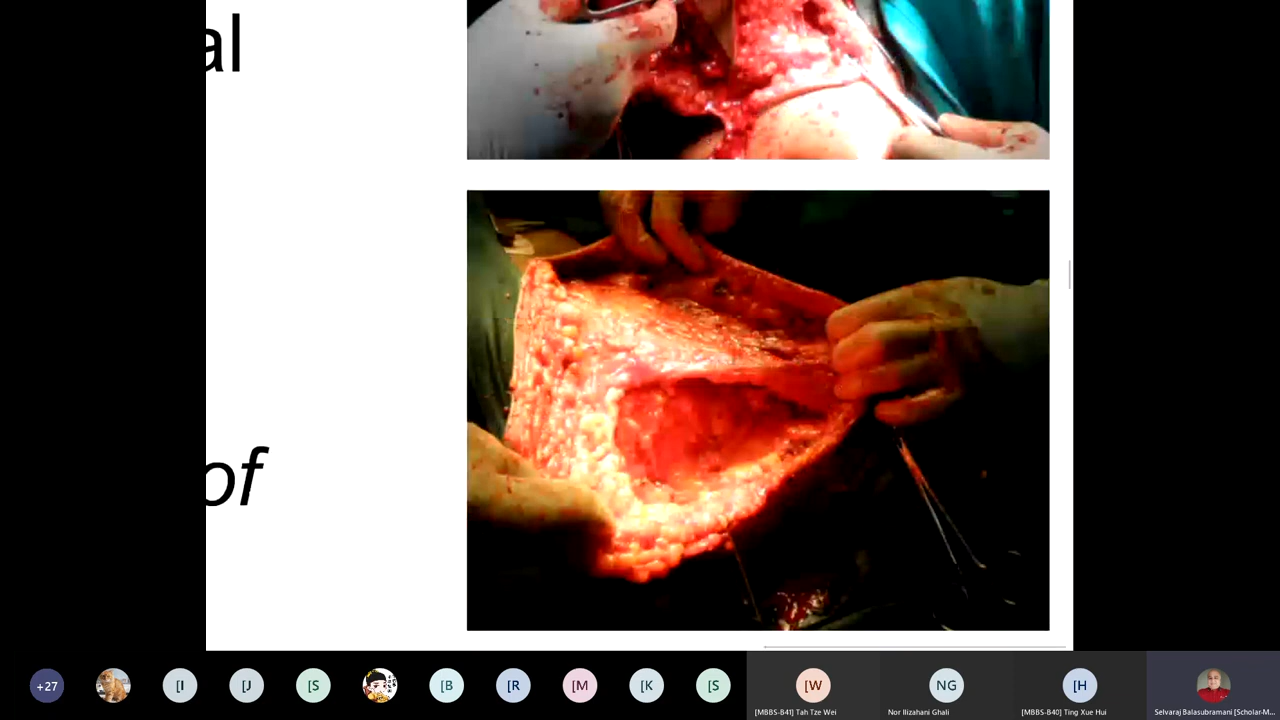 al
of
+27
[I
[J
[S
[B
[R
[M
[K
[S
[W
NG
[H
[MBBS-B41] Tah Tze Wei
Nor Ilizahani Ghali
[MBBS-B40] Ting Xue Hui
Selvaraj Balasubramani [Scholar-M...